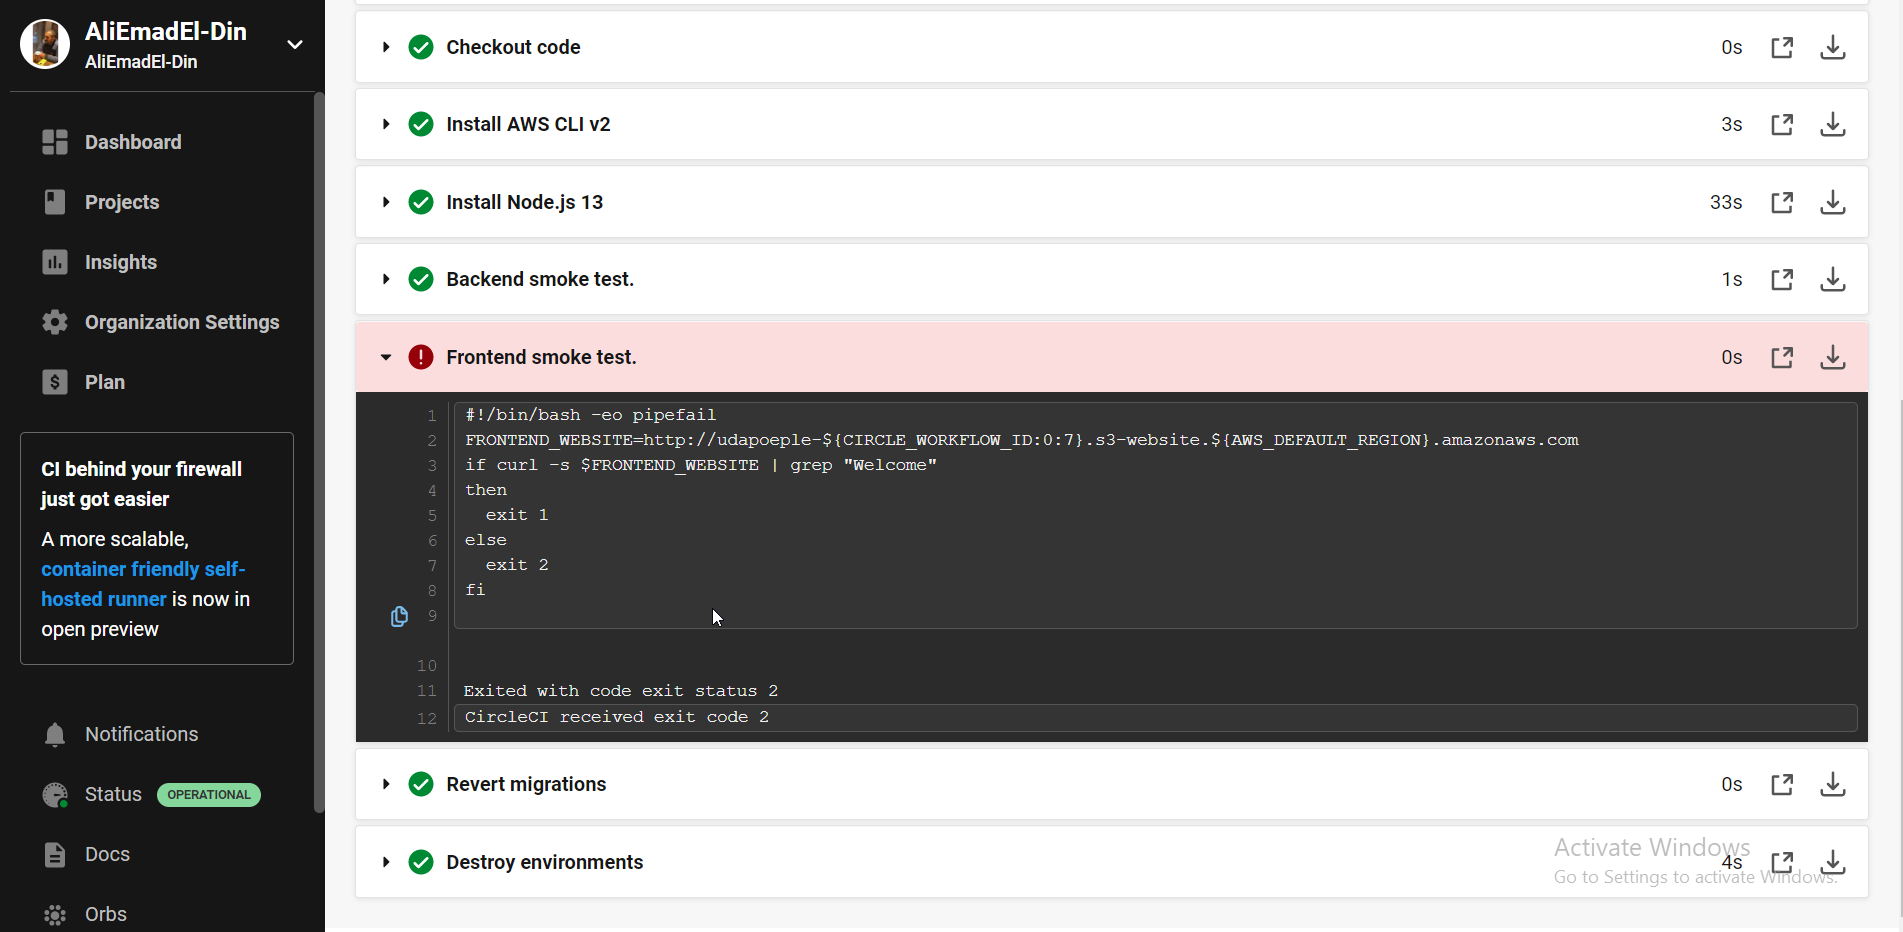 AliEmadEl-Din
AliEmadEl-Din
Dashboard
Projects
Insights
Organization Settings
Plan
CI behind your firewall
just got easier
A more scalable,
container friendly self-
hosted runner is now in
open preview
Notifications
Status OPERATIONAL
Docs
Orbs
Checkout code 0s
Install AWS CLI v2 3s
Install Node.js 13 33s
Backend smoke test. 1s
Frontend smoke test. 0s
1 #!/bin/bash -eo pipefail
2 FRONTEND_WEBSITE=http://udapoeple-${CIRCLE_WORKFLOW_ID:0:7}.s3-website.${AWS_DEFAULT_REGION}.amazonaws.com
3 if curl -s $FRONTEND_WEBSITE | grep "Welcome"
4 then
5 exit 1
6 else
7 exit 2
8 fi
9
10
11 Exited with code exit status 2
12 CircleCI received exit code 2
Revert migrations 0s
Destroy environments 4s
Activate Windows
Go to Settings to activate Windows.